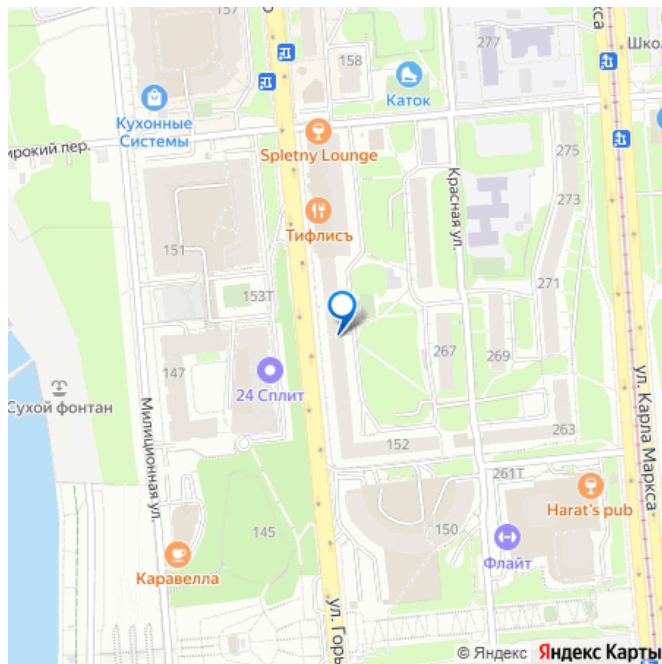 157
о
158
277
Шко
ркса
Каток
Кухонные
Системы
ирокий пер.
Spletny Lounge
275
Красная ул.
273
Тифлисъ
151
271
153Т
267
269
147
24 Сплит
Сухой фонтан
Милиционная ул.
ул. Карла Маркса
152
263
261Т
Harat's pub
145
150
Флайт
Каравелла
ул. Горь
© Яндекс Яндекс Карты